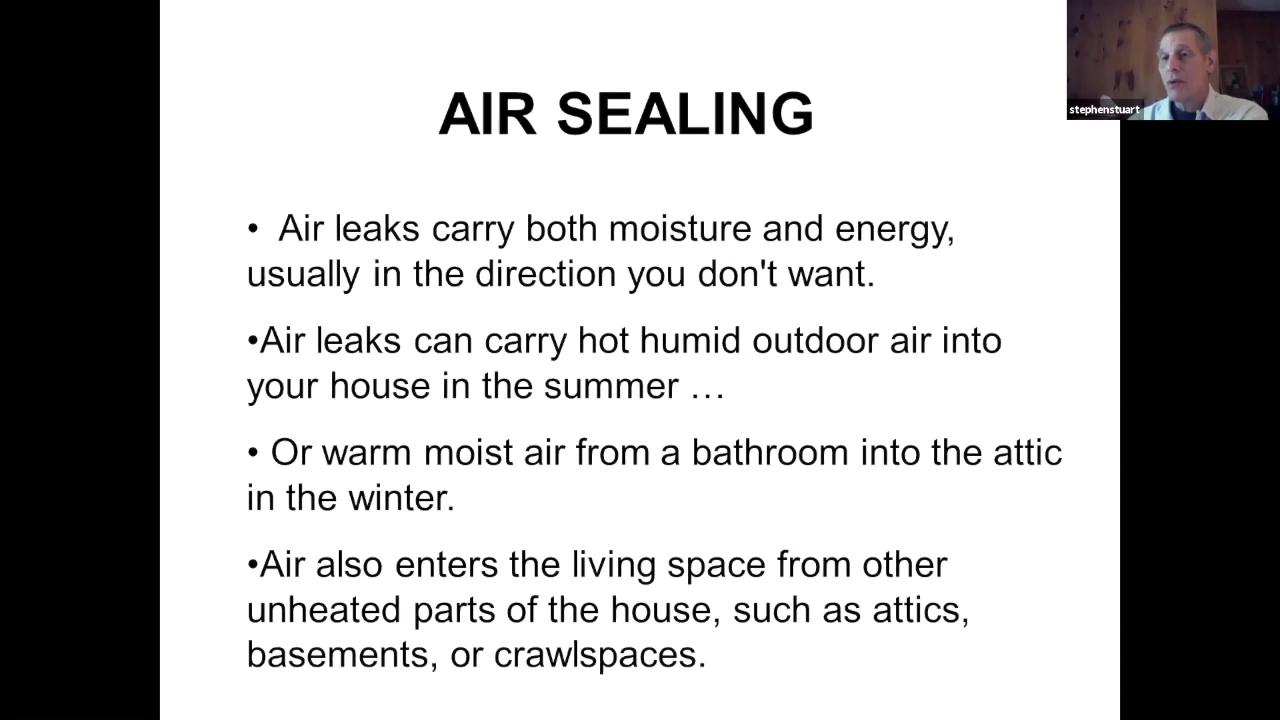 AIR SEALING
stephenstuart
• Air leaks carry both moisture and energy,
usually in the direction you don't want.
•Air leaks can carry hot humid outdoor air into
your house in the summer …
• Or warm moist air from a bathroom into the attic
in the winter.
•Air also enters the living space from other
unheated parts of the house, such as attics,
basements, or crawlspaces.